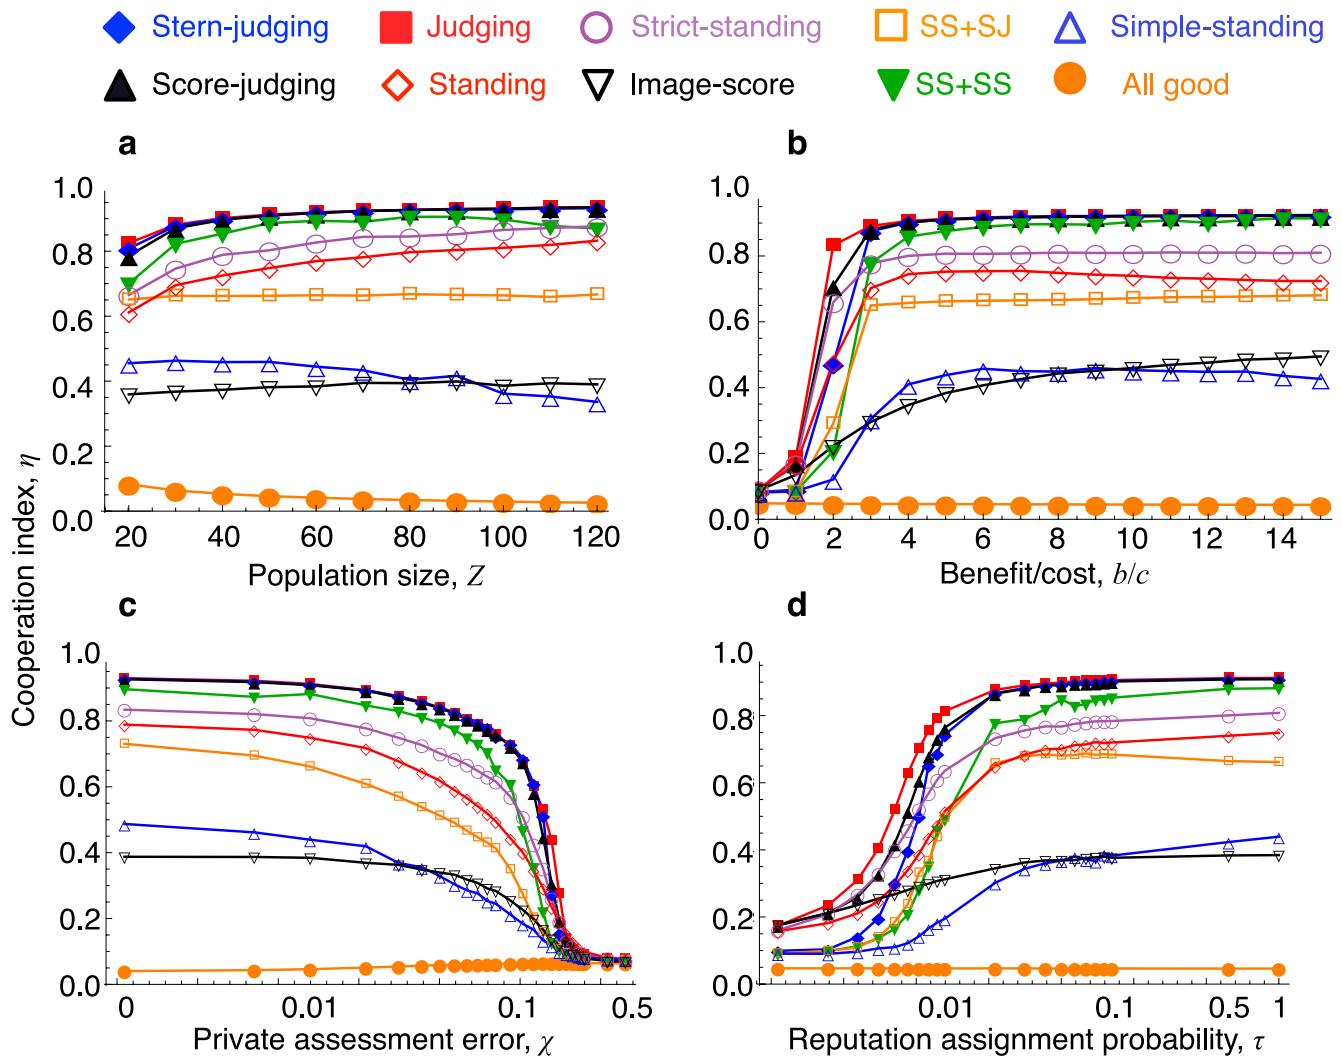 Stern-judging Judging Strict-standing SS+SJ Simple-standing
Score-judging Standing Image-score SS+SS All good
a
b
1.0
0.8
0.6
0.4
0.2
0.0
20 40 60 80 100 120
Population size, Z
1.0
0.8
0.6
0.4
0.2
0.0
0 2 4 6 8 10 12 14
Benefit/cost, b/c
Cooperation index, η
c
d
1.0
0.8
0.6
0.4
0.2
0.0
0 0.01 0.1 0.5
Private assessment error, χ
1.0
0.8
0.6
0.4
0.2
0.0
0.01 0.1 0.5 1
Reputation assignment probability, τ